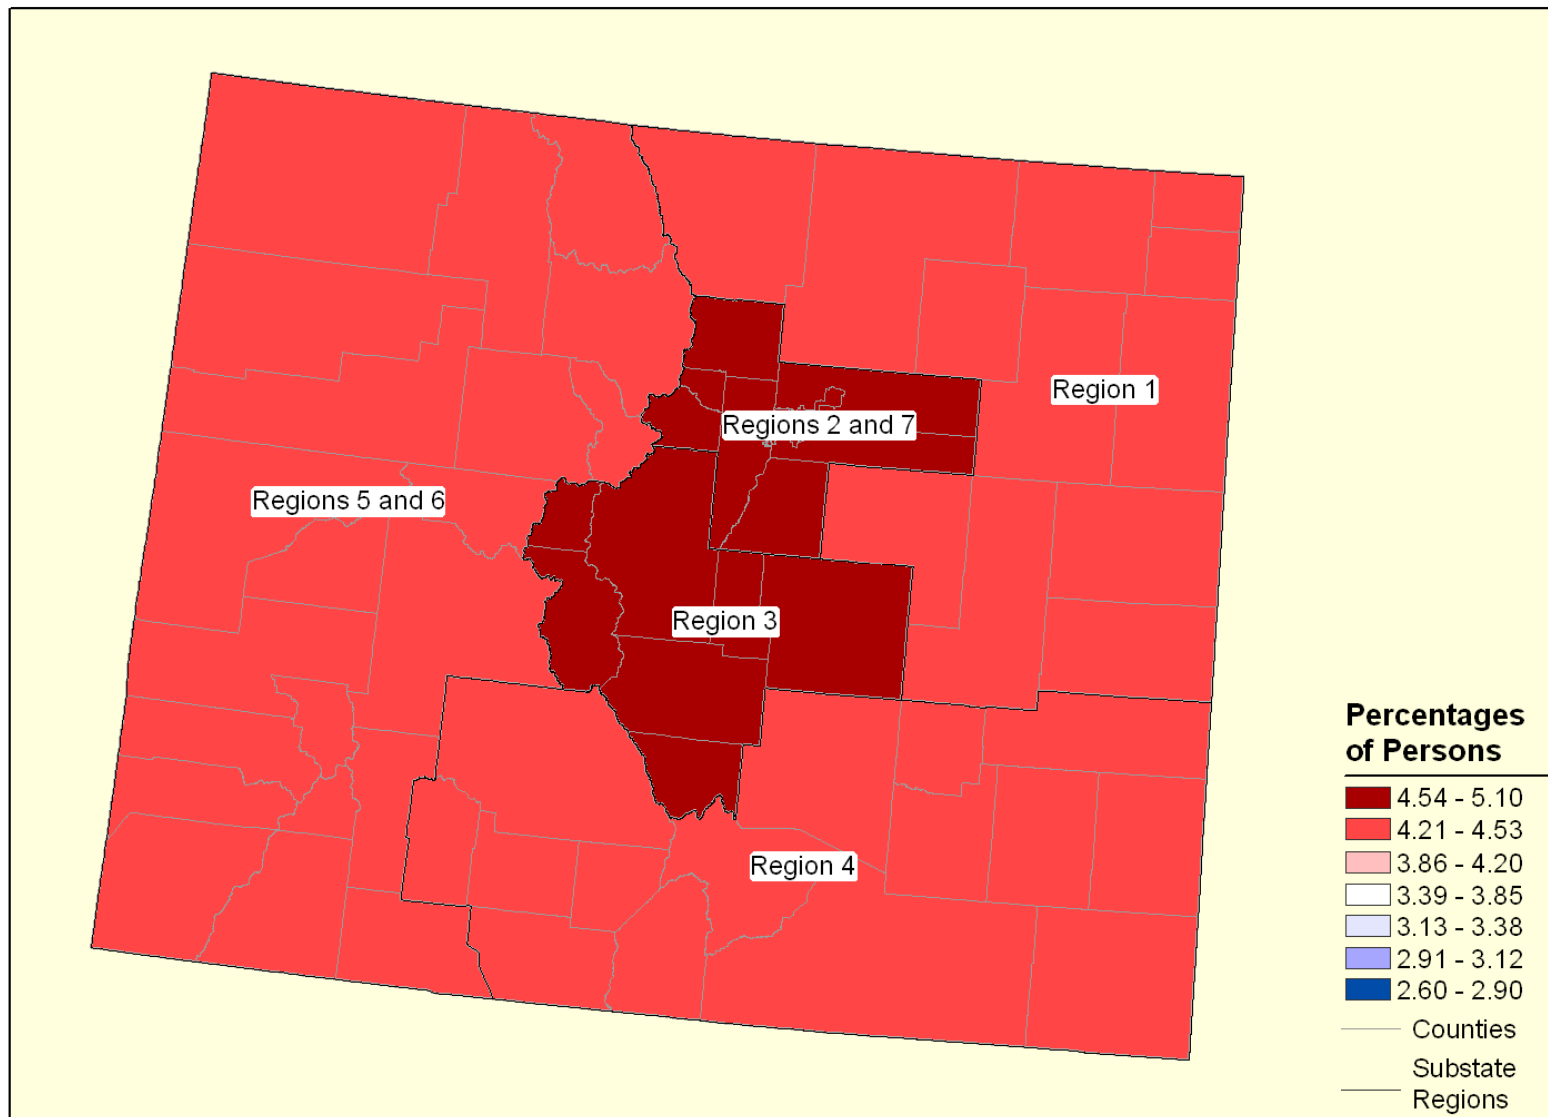 Region 1
Regions 2 and 7
Regions 5 and 6
Region 3
Region 4
Percentages
of Persons
4.54 - 5.10
4.21 - 4.53
3.86 - 4.20
3.39 - 3.85
3.13 - 3.38
2.91 - 3.12
2.60 - 2.90
Counties
Substate
Regions